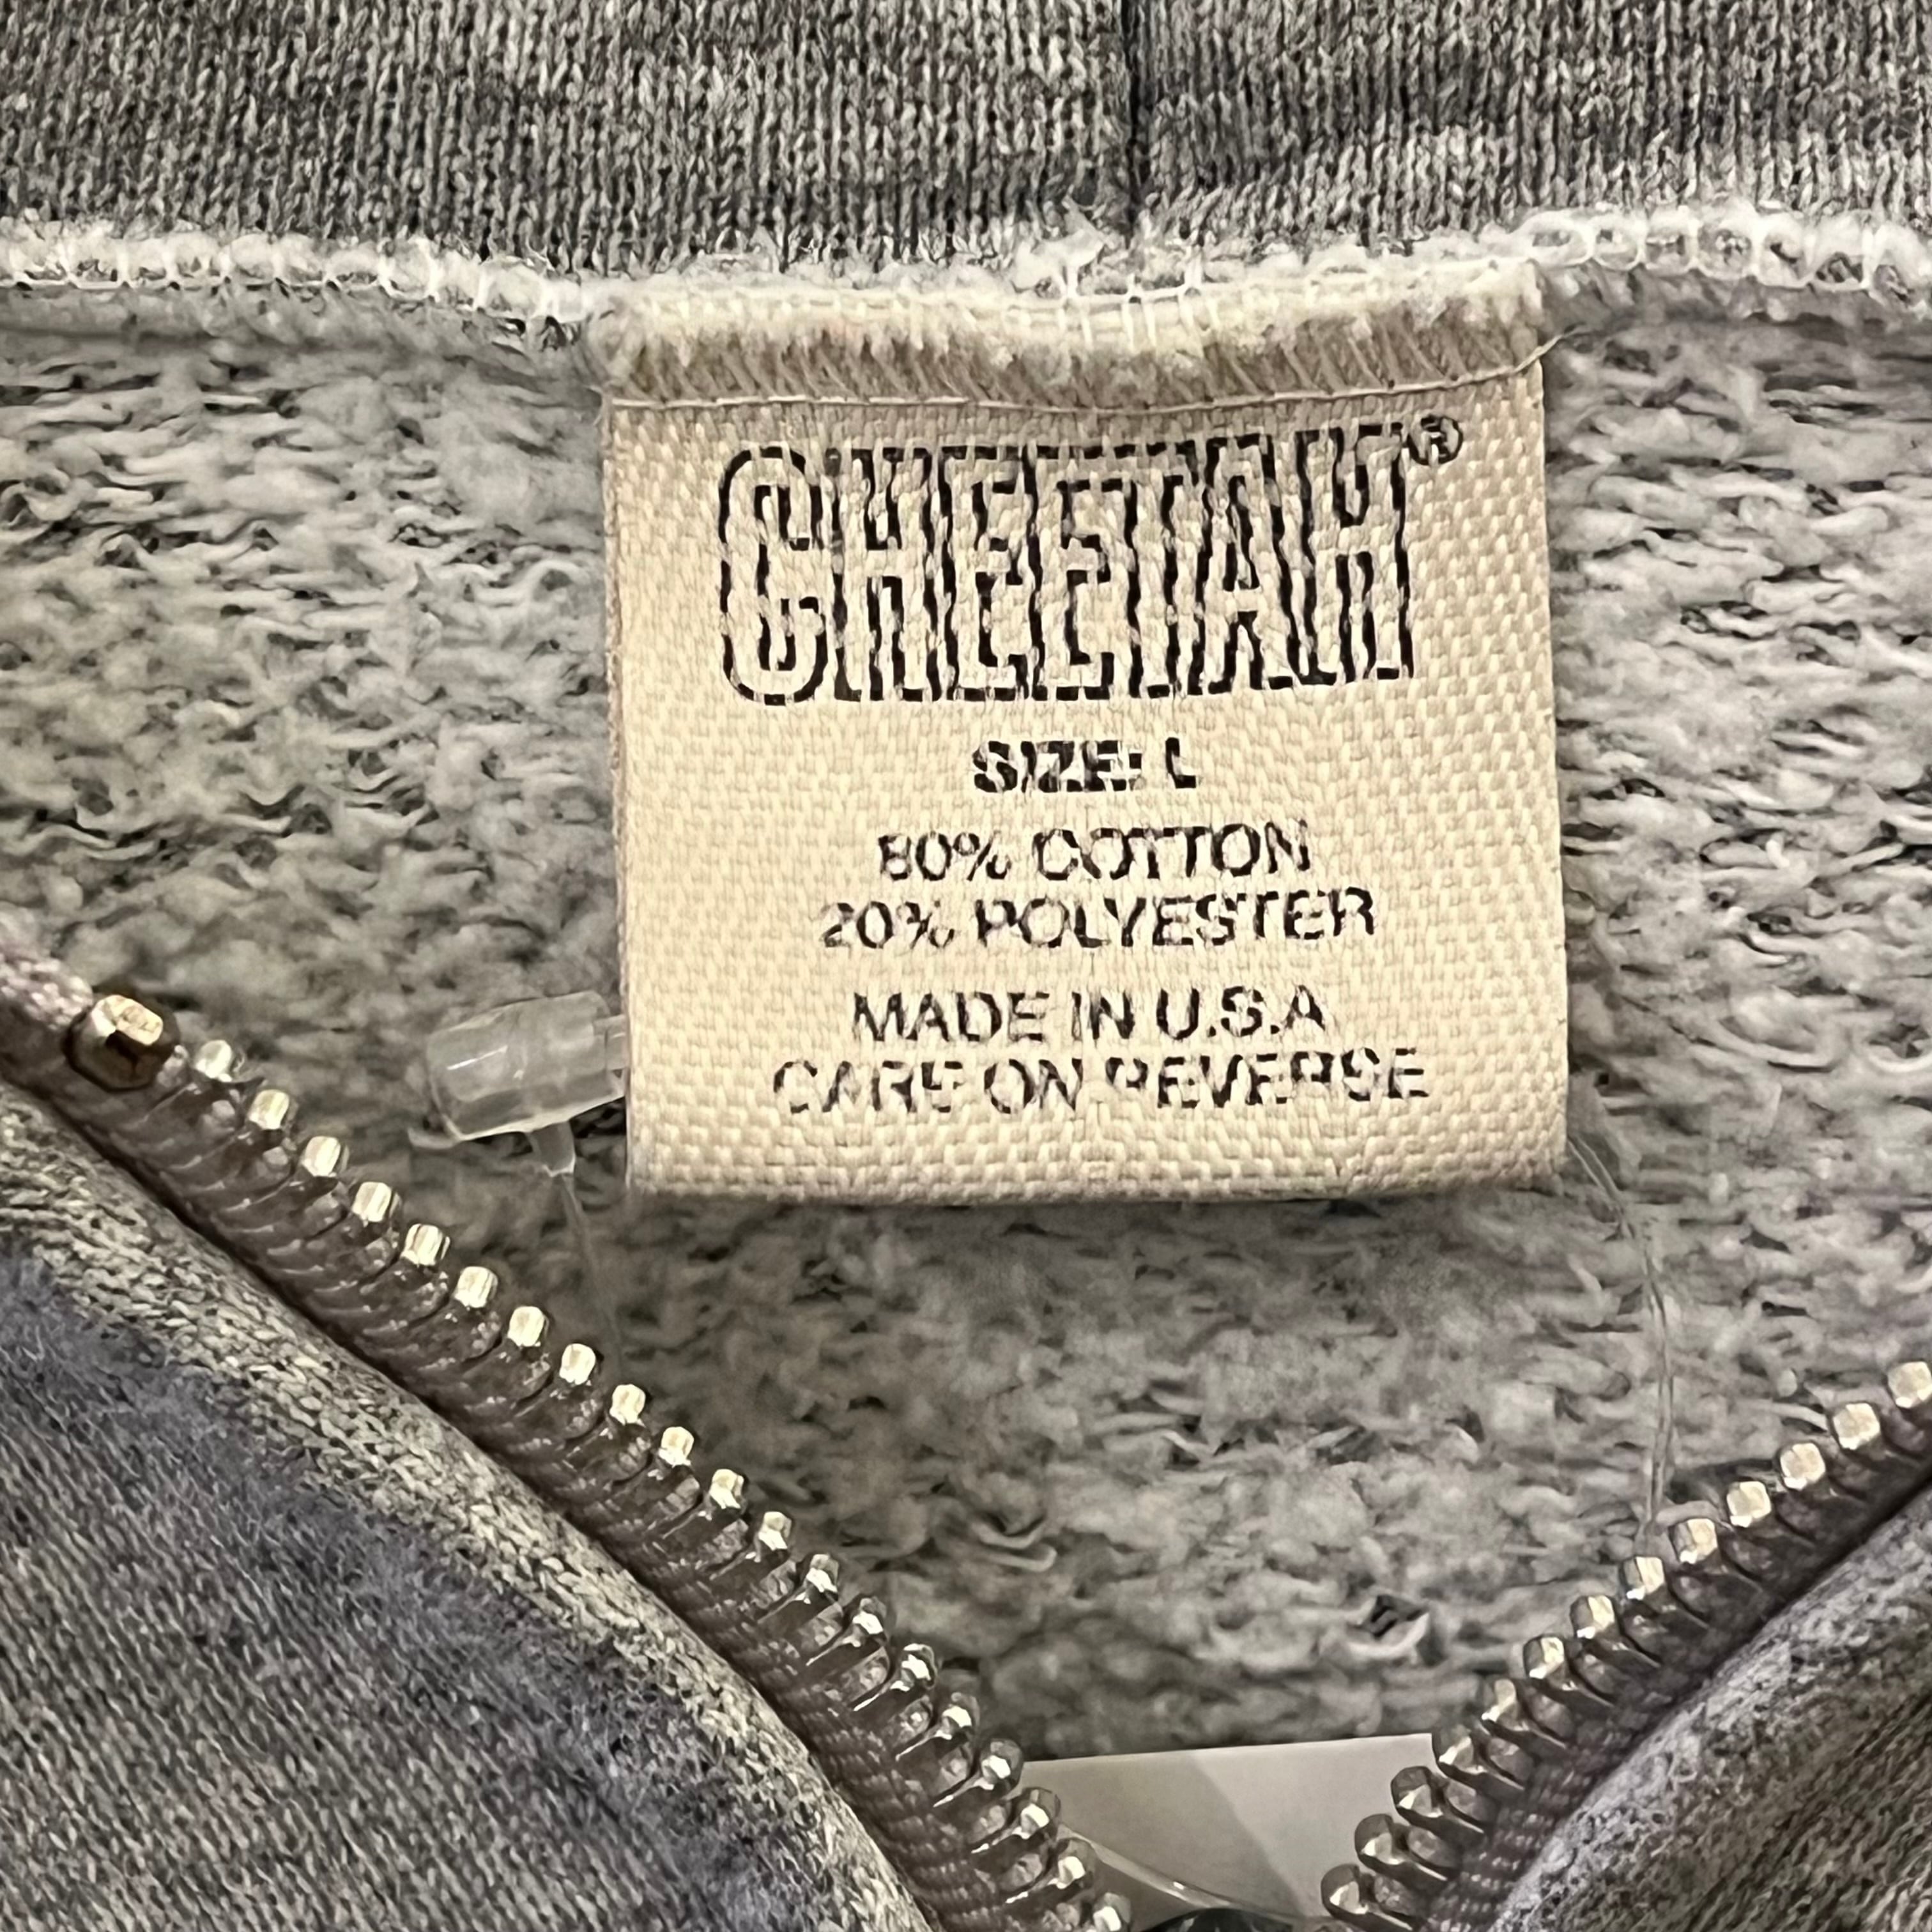 CHEETAH®
SIZE: L
80% COTTON
20% POLYESTER
MADE IN U.S.A
CARE ON REVERSE